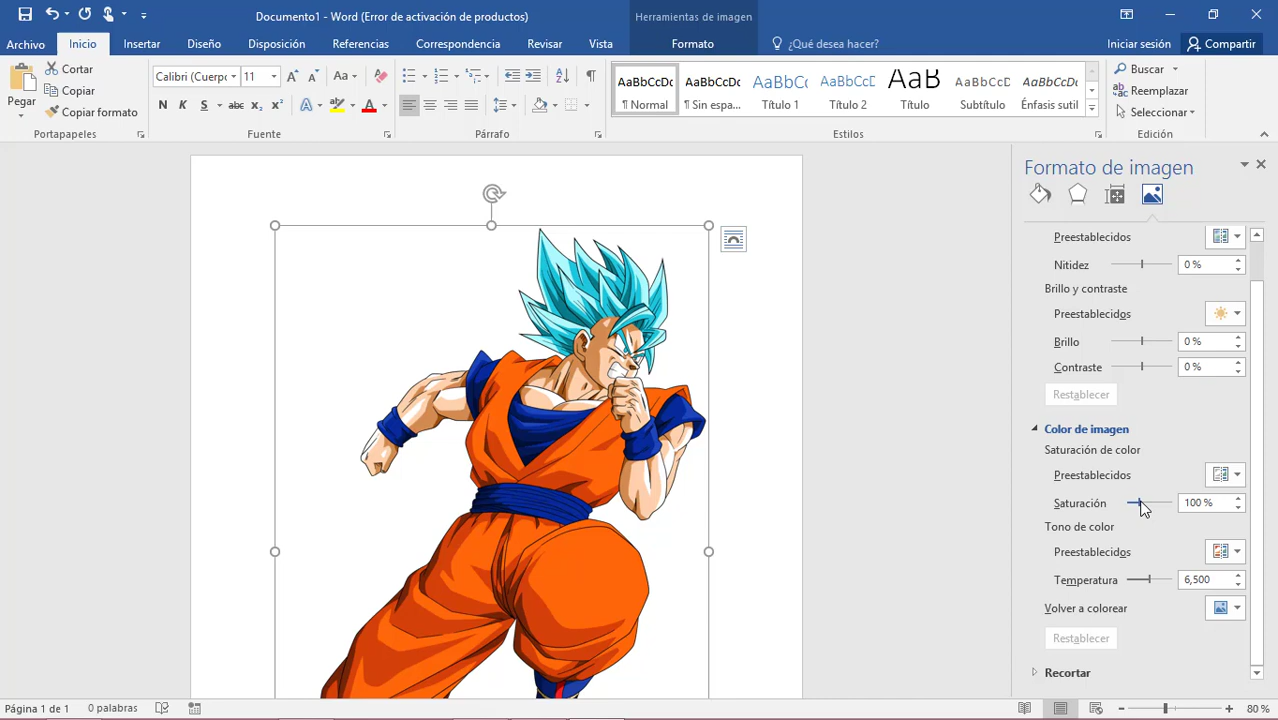 Documento1 - Word (Error de activación de productos)
Herramientas de imagen
Archivo Inicio Insertar Diseño Disposición Referencias Correspondencia Revisar Vista Formato ¿Qué desea hacer? Iniciar sesión Compartir
Pegar
Cortar
Copiar
Copiar formato
Portapapeles
Calibri (Cuerpo 11
N K S abc x₂ x²
Fuente
Párrafo
AaBbCcDc AaBbCcDc AaBbCc AaBbCcD AaB AaBbCcD AaBbCcDc
¶ Normal ¶ Sin espa... Título 1 Título 2 Título Subtítulo Énfasis sutil
Estilos
Buscar
Reemplazar
Seleccionar
Edición
Formato de imagen
Preestablecidos
Nitidez 0 %
Brillo y contraste
Preestablecidos
Brillo 0 %
Contraste 0 %
Restablecer
Color de imagen
Saturación de color
Preestablecidos
Saturación 100 %
Tono de color
Preestablecidos
Temperatura 6,500
Volver a colorear
Restablecer
Recortar
Página 1 de 1 0 palabras 80 %